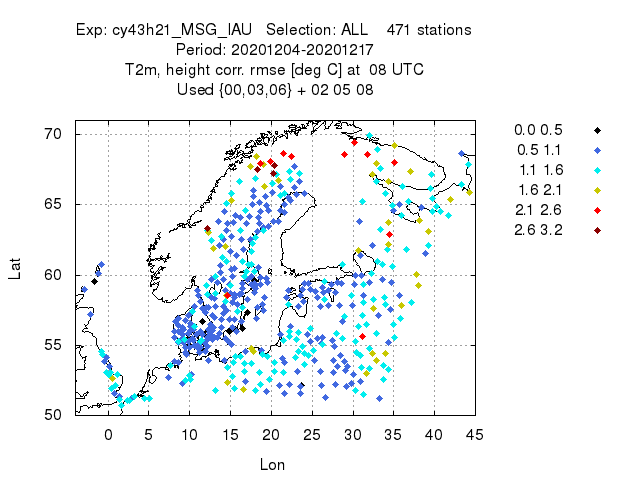 Exp: cy43h21_MSG_IAU Selection: ALL 471 stations
Period: 20201204-20201217
T2m, height corr. rmse [deg C] at 08 UTC
Used {00,03,06} + 02 05 08
70
65
60
55
50
Lat
0 5 10 15 20 25 30 35 40 45
Lon
0.0 0.5
0.5 1.1
1.1 1.6
1.6 2.1
2.1 2.6
2.6 3.2